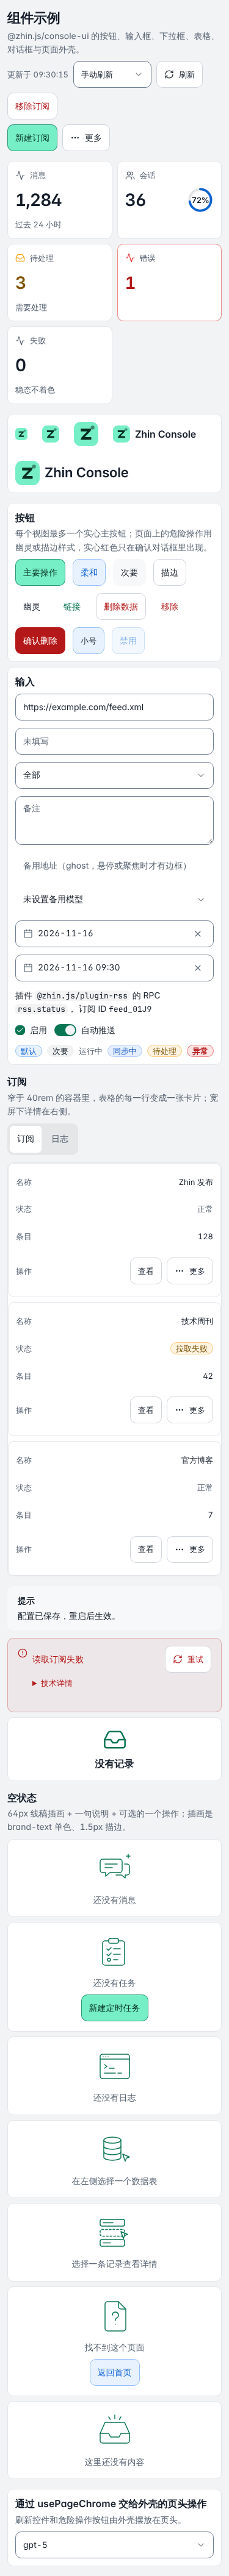 组件示例
@zhin.js/console-ui 的按钮、输入框、下拉框、表格、
对话框与页面外壳。
更新于 09:30:15
手动刷新
刷新
移除订阅
新建订阅
更多
消息
1,284
过去 24 小时
会话
36
72%
待处理
3
需要处理
错误
1
失败
0
稳态不着色
Zhin Console
Zhin Console
按钮
每个视图最多一个实心主按钮；页面上的危险操作用
幽灵或描边样式，实心红色只在确认对话框里出现。
主要操作
柔和
次要
描边
幽灵
链接
删除数据
移除
确认删除
小号
禁用
输入
https://example.com/feed.xml
未填写
全部
备注
备用地址（ghost，悬停或聚焦时才有边框）
未设置备用模型
2026-11-16
2026-11-16 09:30
插件 @zhin.js/plugin-rss 的 RPC
rss.status ，订阅 ID feed_01J9
启用
自动推送
默认
次要
运行中
同步中
待处理
异常
订阅
窄于 40rem 的容器里，表格的每一行变成一张卡片；宽
屏下详情在右侧。
订阅
日志
名称
Zhin 发布
状态
正常
条目
128
操作
查看
更多
名称
技术周刊
状态
拉取失败
条目
42
操作
查看
更多
名称
官方博客
状态
正常
条目
7
操作
查看
更多
提示
配置已保存，重启后生效。
读取订阅失败
重试
技术详情
没有记录
空状态
64px 线稿插画 + 一句说明 + 可选的一个操作；插画是
brand-text 单色、1.5px 描边。
还没有消息
还没有任务
新建定时任务
还没有日志
在左侧选择一个数据表
选择一条记录查看详情
找不到这个页面
返回首页
这里还没有内容
通过 usePageChrome 交给外壳的页头操作
刷新控件和危险操作按钮由外壳摆放在页头。
gpt-5